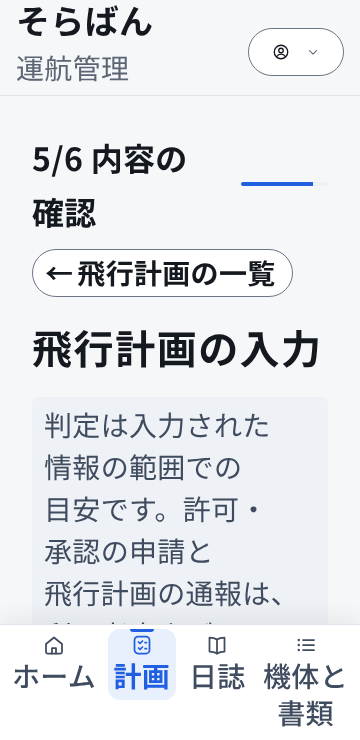 そらばん
運航管理
5/6 内容の
確認
← 飛行計画の一覧
飛行計画の入力
判定は入力された
情報の範囲での
目安です。許可・
承認の申請と
飛行計画の通報は、
ホーム
計画
日誌
機体と
書類